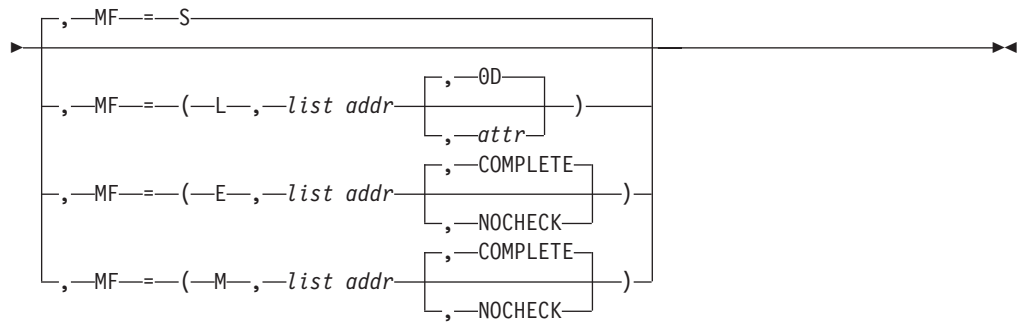 ,MF=S
,0D
,MF=(L,list addr)
,attr
,COMPLETE
,MF=(E,list addr)
,NOCHECK
,COMPLETE
,MF=(M,list addr)
,NOCHECK